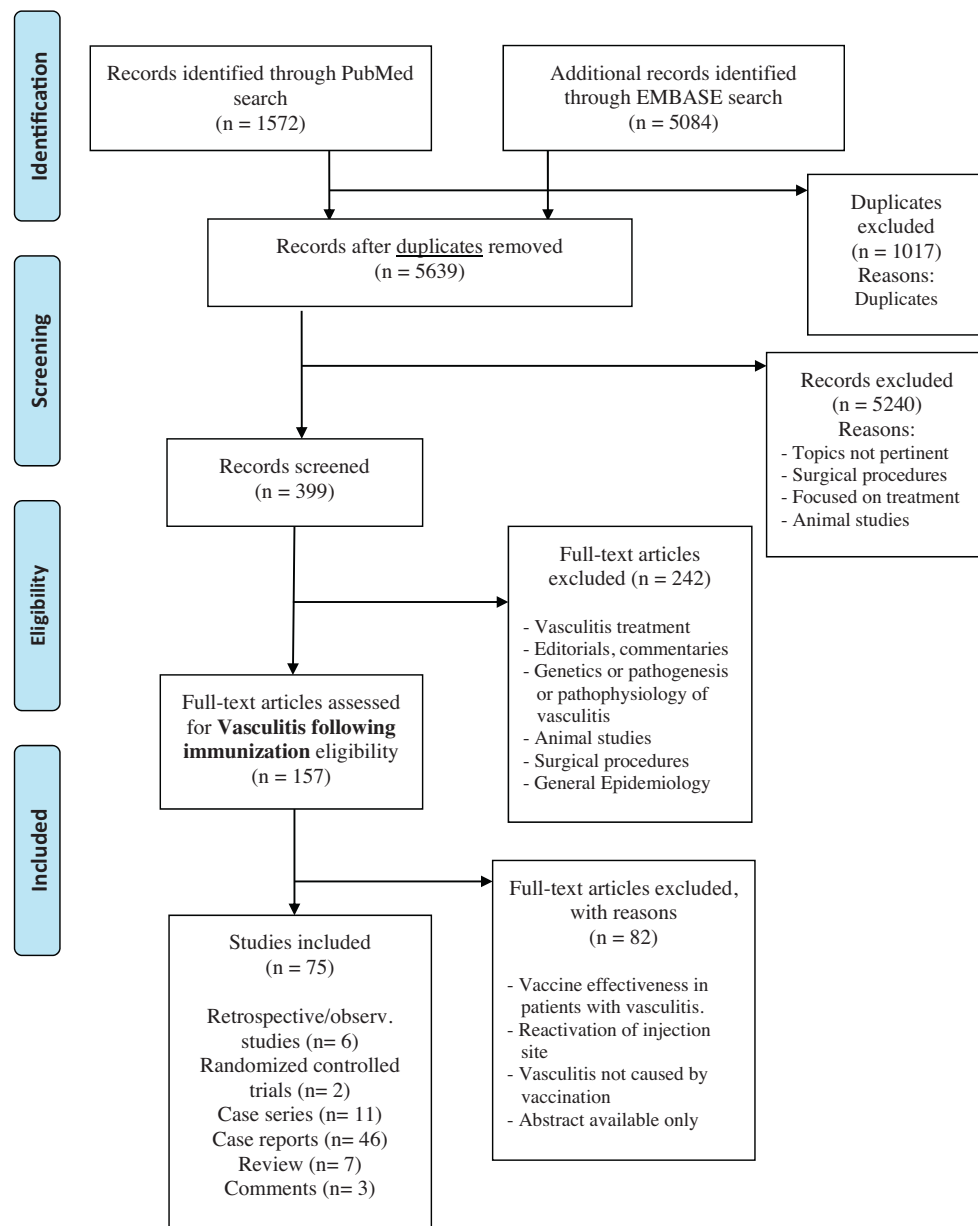 Identification
Records identified through PubMed
search
(n = 1572)
Additional records identified
through EMBASE search
(n = 5084)
Duplicates
excluded
(n = 1017)
Reasons:
Duplicates
Records after duplicates removed
(n = 5639)
Screening
Records excluded
(n = 5240)
Reasons:
- Topics not pertinent
- Surgical procedures
- Focused on treatment
- Animal studies
Records screened
(n = 399)
Eligibility
Full-text articles
excluded (n = 242)
- Vasculitis treatment
- Editorials, commentaries
- Genetics or pathogenesis
or pathophysiology of
vasculitis
- Animal studies
- Surgical procedures
- General Epidemiology
Full-text articles assessed
for Vasculitis following
immunization eligibility
(n = 157)
Included
Full-text articles excluded,
with reasons
(n = 82)
- Vaccine effectiveness in
patients with vasculitis.
- Reactivation of injection
site
- Vasculitis not caused by
vaccination
- Abstract available only
Studies included
(n = 75)
Retrospective/observ.
studies (n= 6)
Randomized controlled
trials (n= 2)
Case series (n= 11)
Case reports (n= 46)
Review (n= 7)
Comments (n= 3)